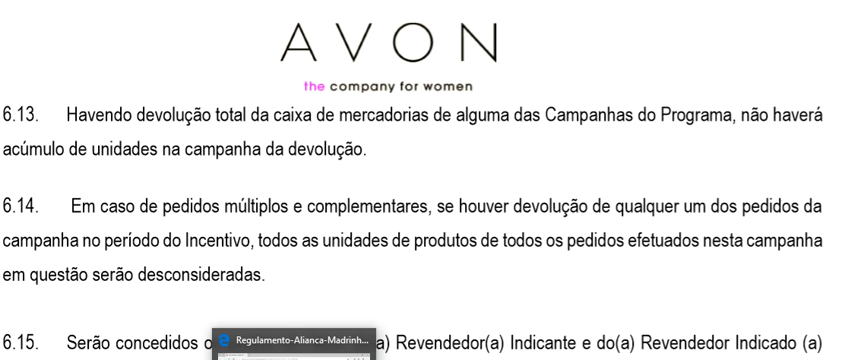 AVON
the company for women
6.13. Havendo devolução total da caixa de mercadorias de alguma das Campanhas do Programa, não haverá
acúmulo de unidades na campanha da devolução.
6.14. Em caso de pedidos múltiplos e complementares, se houver devolução de qualquer um dos pedidos da
campanha no período do Incentivo, todos as unidades de produtos de todos os pedidos efetuados nesta campanha
em questão serão desconsideradas.
6.15. Serão concedidos Regulamento-Alianca-Madrinh... a) Revendedor(a) Indicante e do(a) Revendedor Indicado (a)